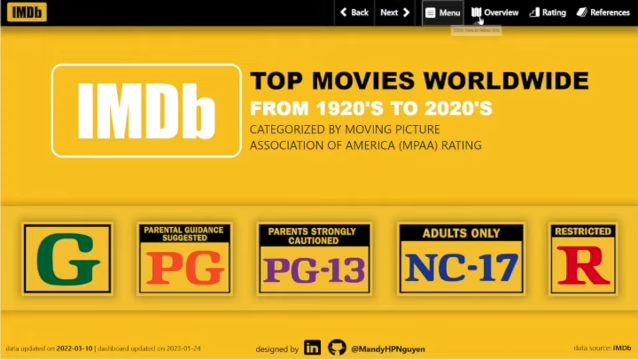 IMDb
Back
Next
Menu
Overview
Rating
References
IMDb
TOP MOVIES WORLDWIDE
FROM 1920'S TO 2020'S
CATEGORIZED BY MOVING PICTURE
ASSOCIATION OF AMERICA (MPAA) RATING
G
PARENTAL GUIDANCE
SUGGESTED
PG
PARENTS STRONGLY
CAUTIONED
PG-13
ADULTS ONLY
NC-17
RESTRICTED
R
data updated on 2022-03-10 | dashboard updated on 2023-01-24
designed by in @MandyHPNguyen
data source: IMDb